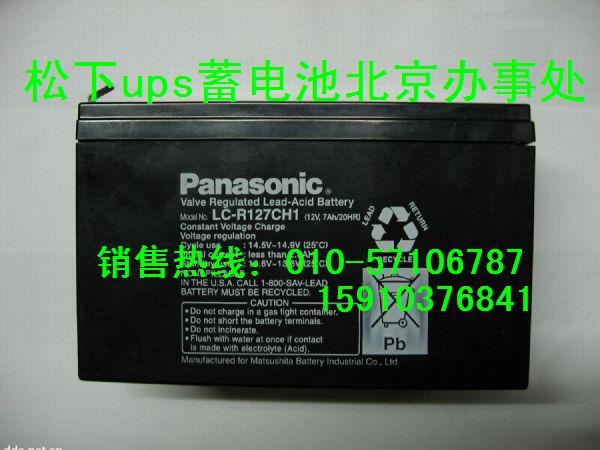 松下ups蓄电池北京办事处
Panasonic®
Valve Regulated Lead-Acid Battery
Model No. LC-R127CH1 (12V, 7Ah/20HR)
Constant Voltage Charge
Voltage regulation
Cycle use : 14.5V~14.9V (25°C)
less than
(25°C)
销售热线：010-57106787
15910376841
IN THE U.S.A. CALL 1-800-SAV-LEAD
BATTERY MUST BE RECYCLED.
CAUTION:
Do not charge in a gas tight container.
Do not short the battery terminals.
Do not incinerate.
Flush with water at once if contact
is made with electrolyte (Acid).
Manufactured for Matsushita Battery Industrial Co., Ltd.
LEAD
RETURN
RECYCLE
Pb